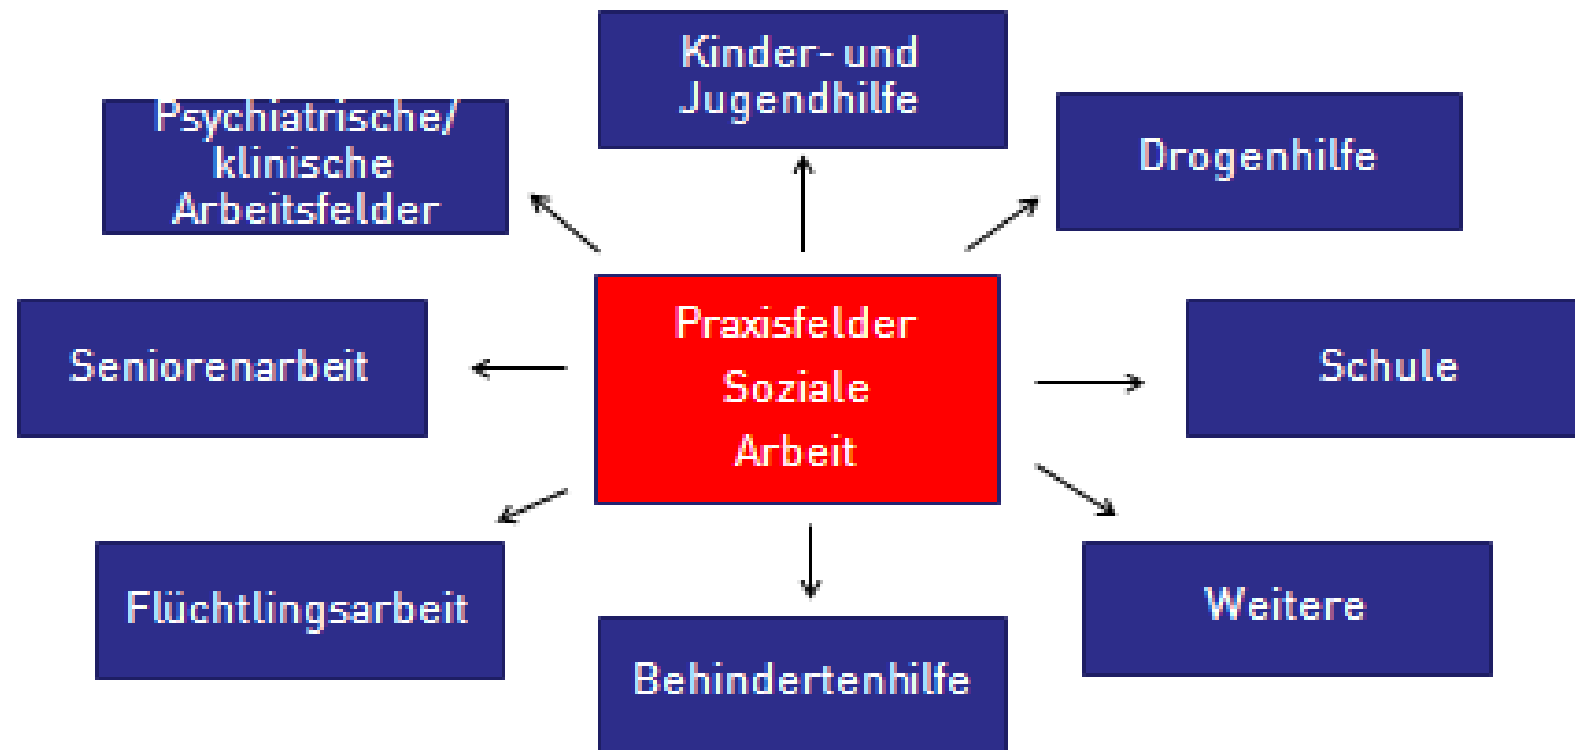 Kinder- und
Jugendhilfe
Psychiatrische/
klinische
Arbeitsfelder
Drogenhilfe
Seniorenarbeit
Praxisfelder
Soziale
Arbeit
Schule
Flüchtlingsarbeit
Weitere
Behindertenhilfe